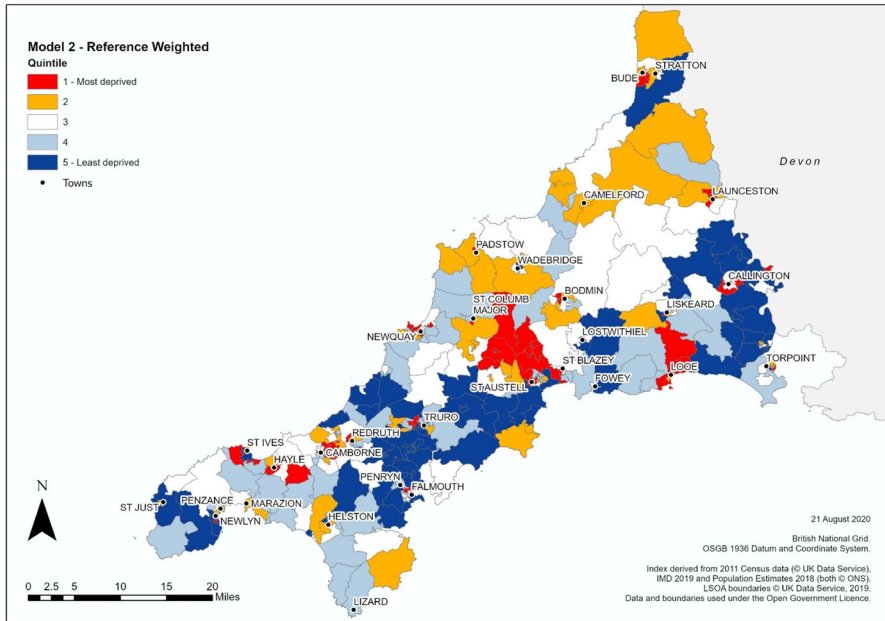 Model 2 - Reference Weighted
Quintile
1 - Most deprived
2
3
4
5 - Least deprived
Towns
Devon
STRATTON
BUDE
LAUNCESTON
CAMELFORD
PADSTOW
WADEBRIDGE
CALLINGTON
BODMIN
ST COLUMB
MAJOR
LISKEARD
NEWQUAY
LOSTWITHIEL
ST BLAZEY
TORPOINT
LOOE
ST AUSTELL
FOWEY
TRURO
REDRUTH
ST IVES
CAMBORNE
HAYLE
PENRYN
FALMOUTH
ST JUST
PENZANCE
MARAZION
NEWLYN
HELSTON
LIZARD
N
0 2.5 5 10 15 20
Miles
21 August 2020
British National Grid.
OSGB 1936 Datum and Coordinate System.
Index derived from 2011 Census data (© UK Data Service),
IMD 2019 and Population Estimates 2018 (both © ONS).
LSOA boundaries © UK Data Service, 2019.
Data and boundaries used under the Open Government Licence.